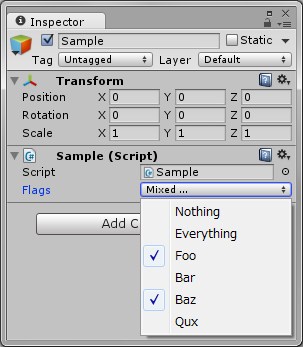 Inspector
Sample
Static
Tag Untagged Layer Default
Transform
Position X 0 Y 0 Z 0
Rotation X 0 Y 0 Z 0
Scale X 1 Y 1 Z 1
Sample (Script)
Script Sample
Flags Mixed ...
Add C
Nothing
Everything
Foo
Bar
Baz
Qux